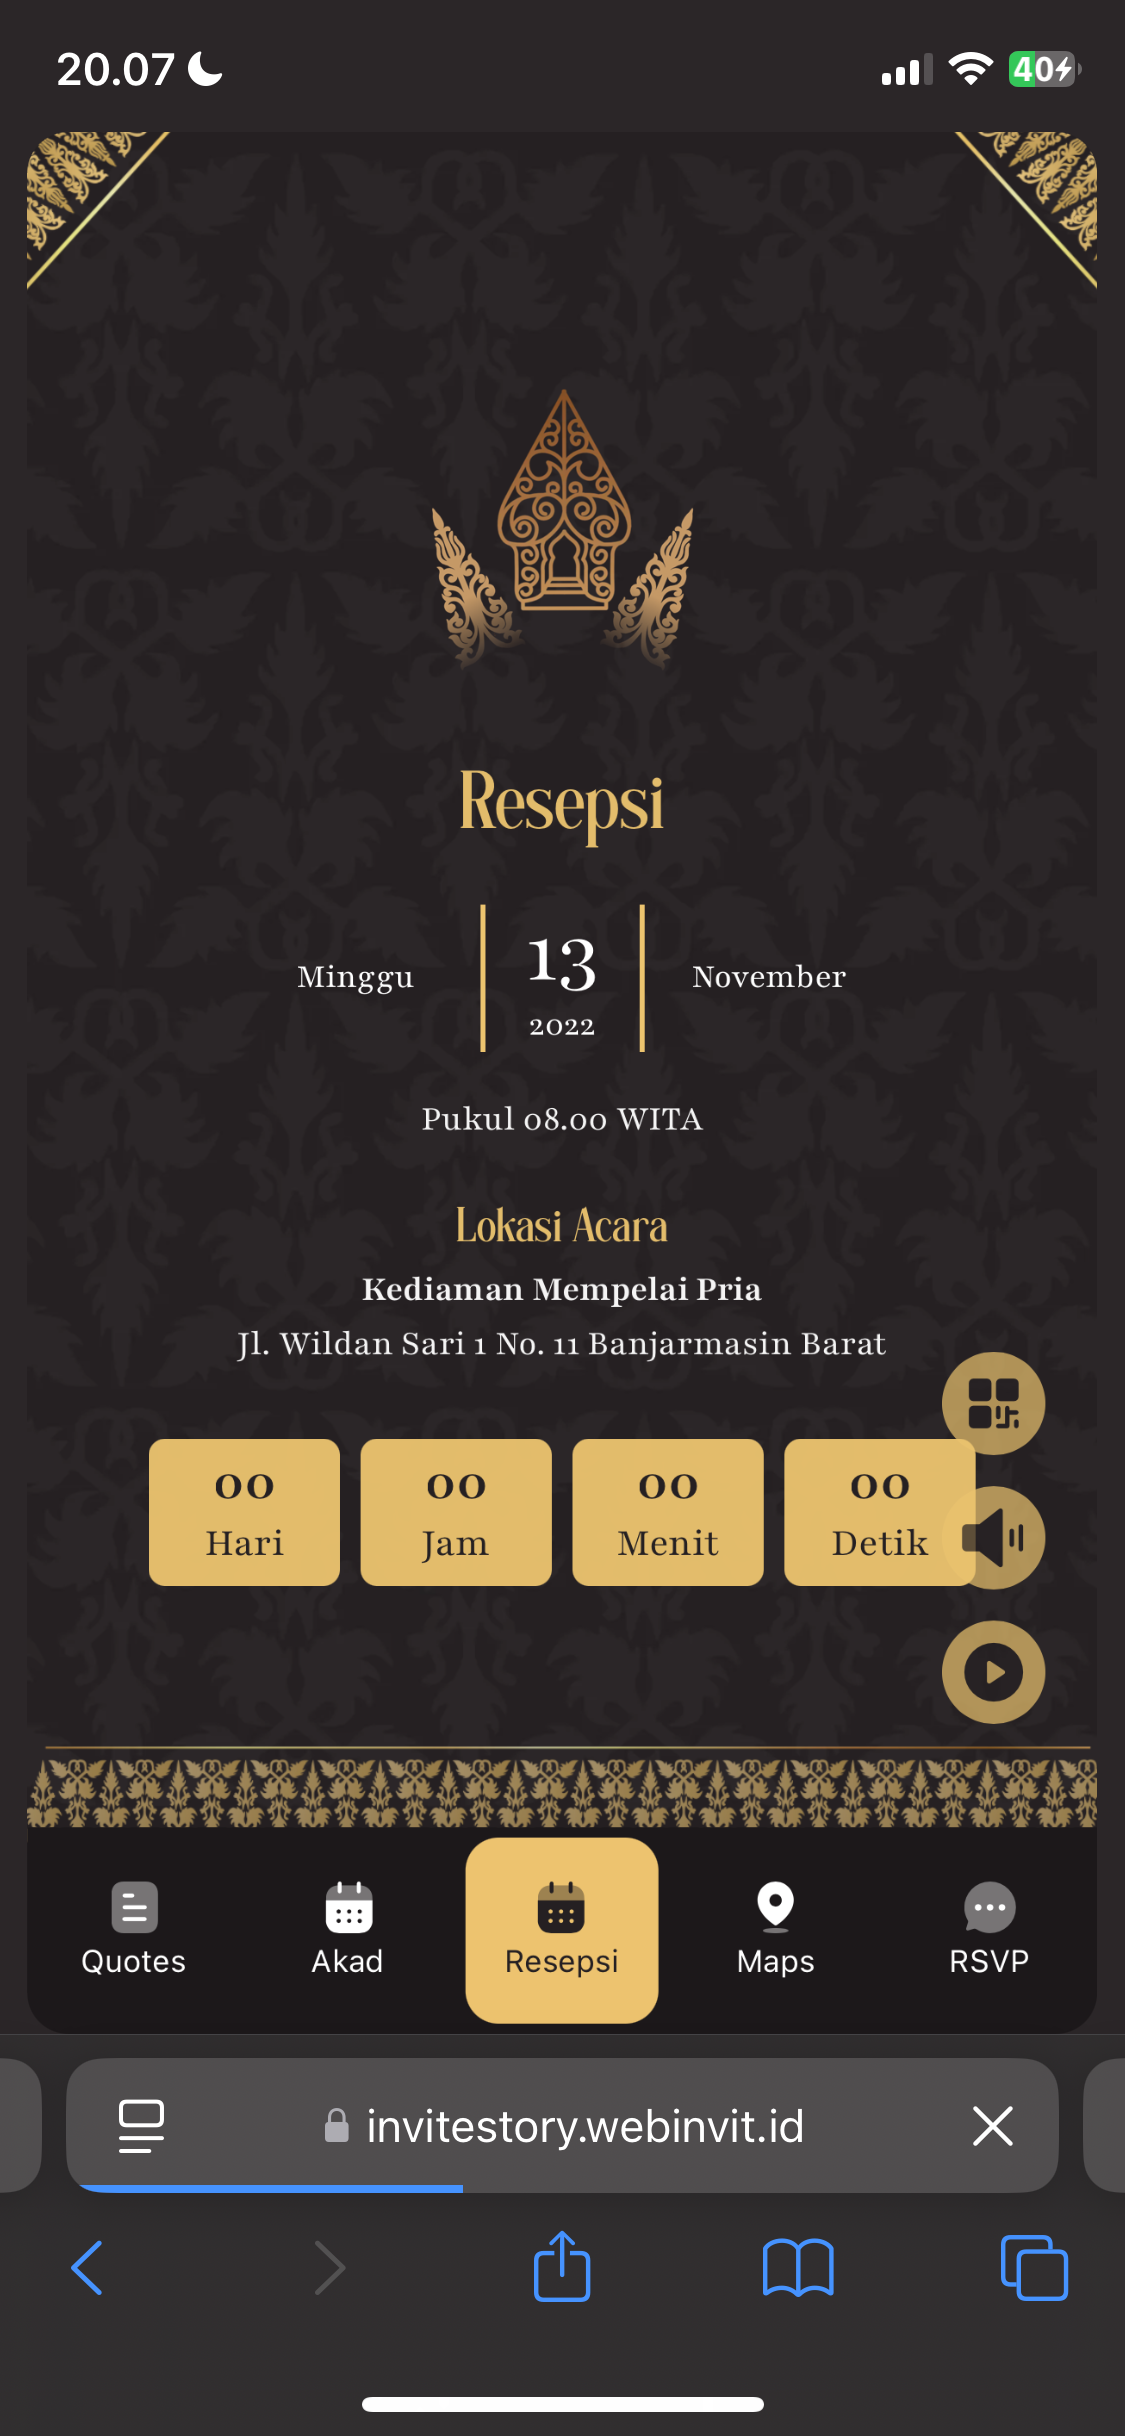 20.07
40
Resepsi
Minggu
13
2022
November
Pukul 08.00 WITA
Lokasi Acara
Kediaman Mempelai Pria
Jl. Wildan Sari 1 No. 11 Banjarmasin Barat
00 00 00 00
Hari Jam Menit Detik
Quotes Akad Resepsi Maps RSVP
invitestory.webinvit.id